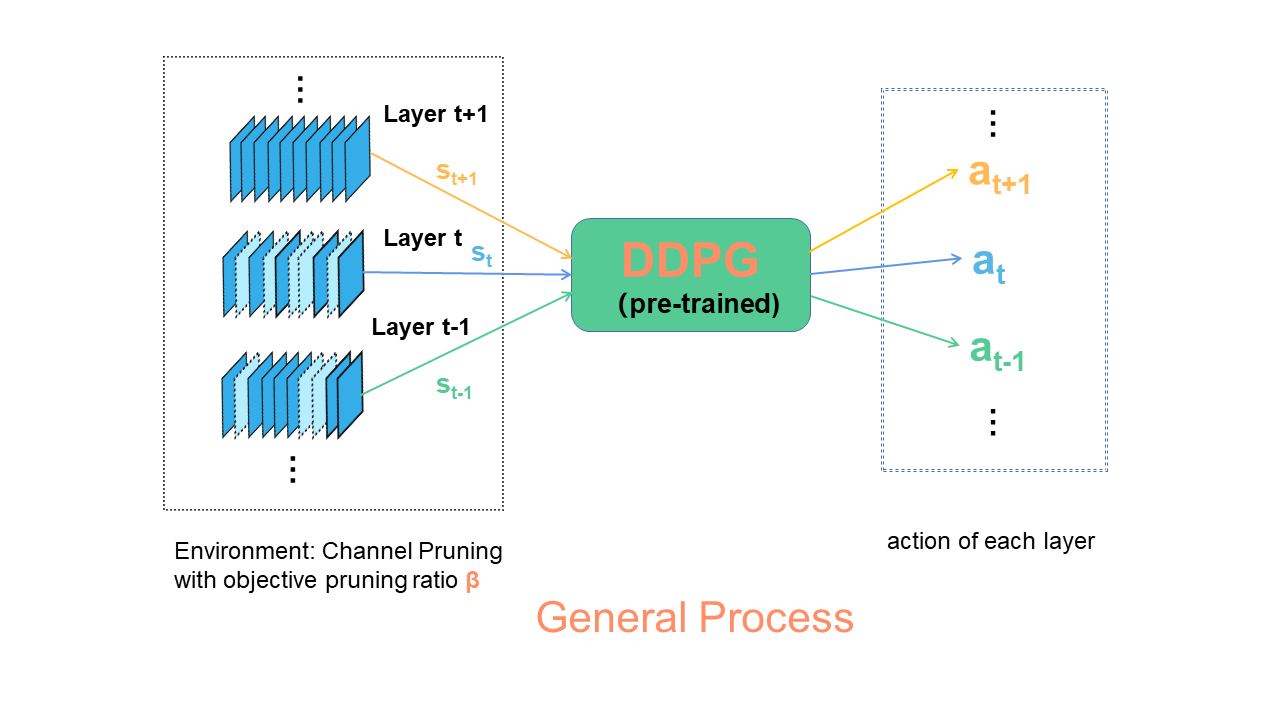 ⋮
Layer t+1
s_{t+1}
Layer t
s_t
Layer t-1
s_{t-1}
⋮
Environment: Channel Pruning
with objective pruning ratio β
DDPG
(pre-trained)
⋮
a_{t+1}
a_t
a_{t-1}
⋮
action of each layer
General Process